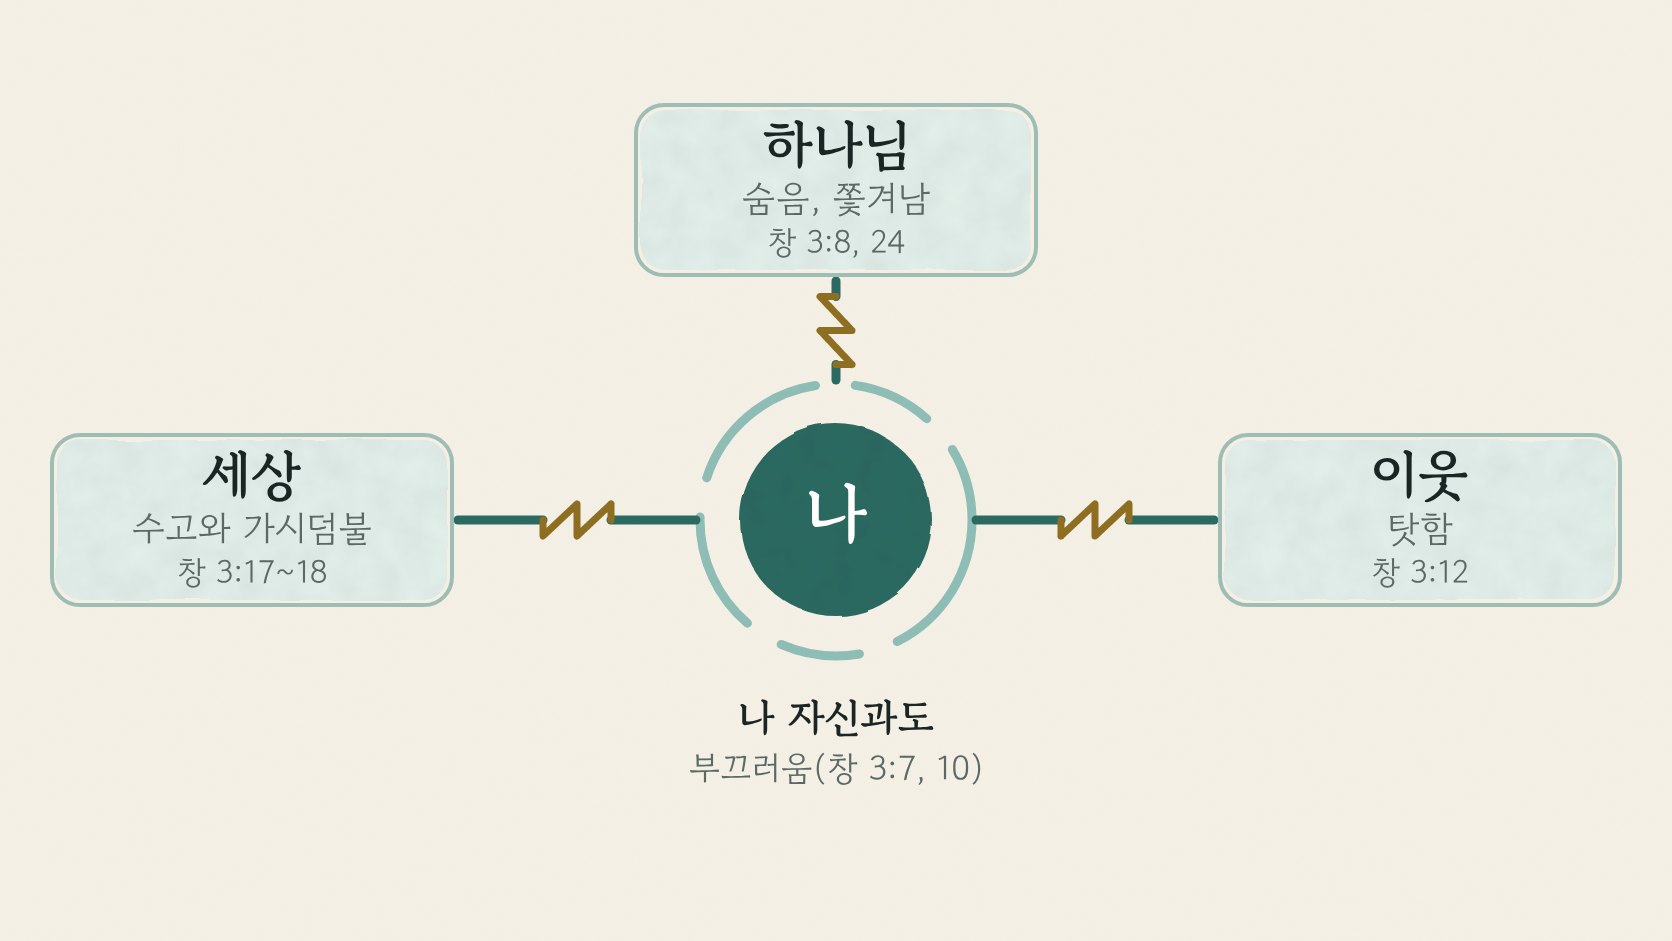 하나님
숨음, 쫓겨남
창 3:8, 24
세상
수고와 가시덤불
창 3:17~18
나
이웃
탓함
창 3:12
나 자신과도
부끄러움(창 3:7, 10)